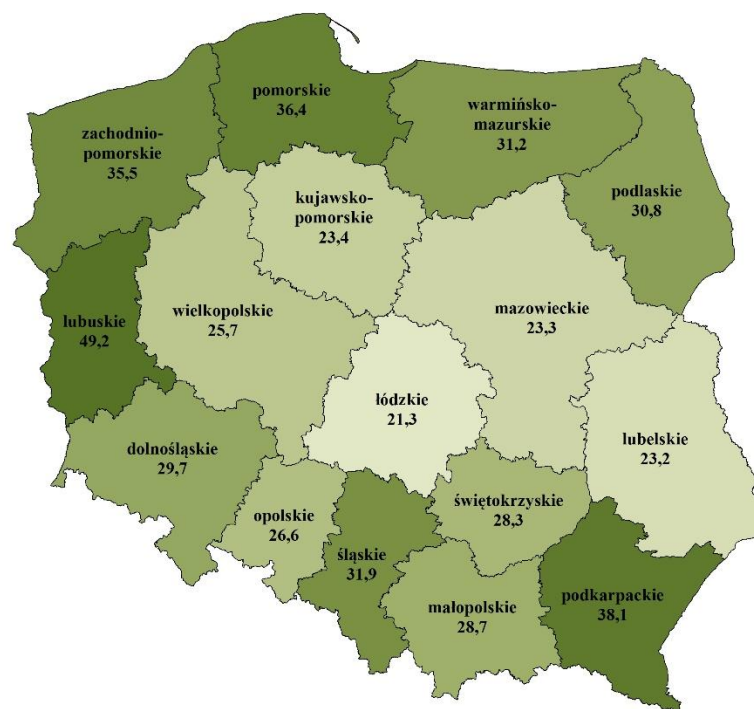 pomorskie
36,4
warmińsko-
mazurskie
31,2
zachodnio-
pomorskie
35,5
podlaskie
30,8
kujawsko-
pomorskie
23,4
lubuskie
49,2
wielkopolskie
25,7
mazowieckie
23,3
łódzkie
21,3
lubelskie
23,2
dolnośląskie
29,7
opolskie
26,6
świętokrzyskie
28,3
śląskie
31,9
małopolskie
28,7
podkarpackie
38,1